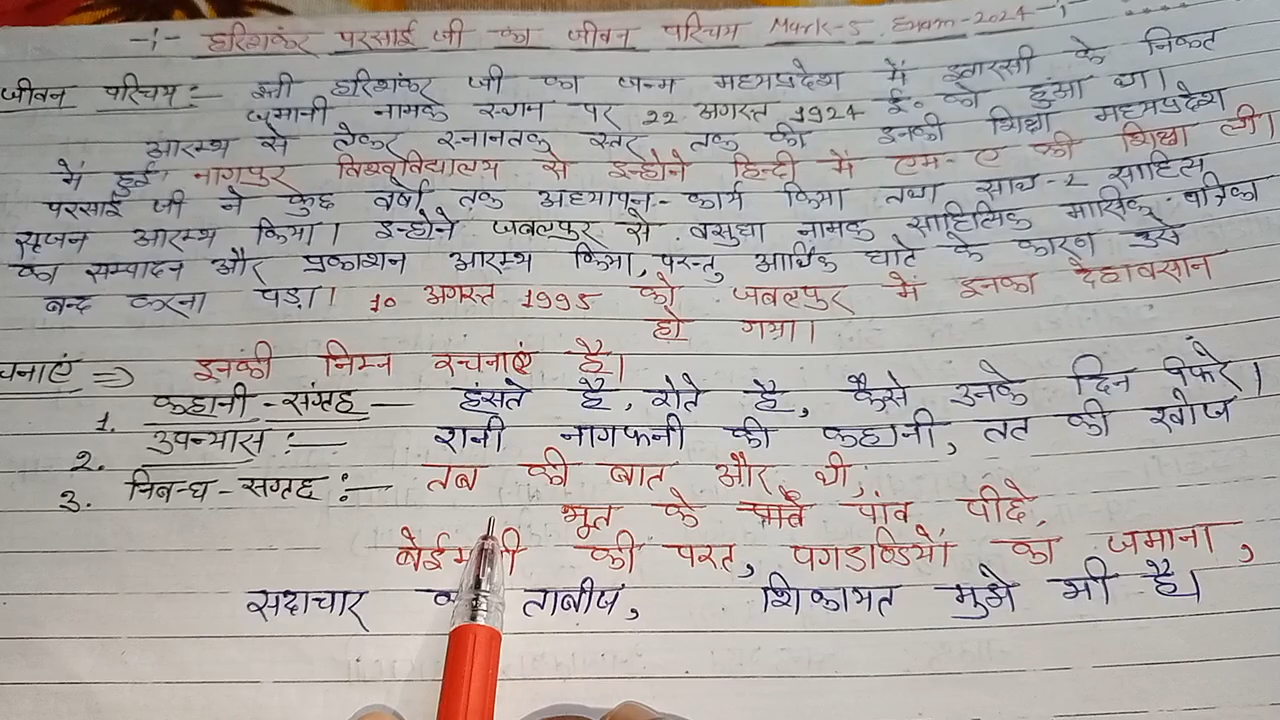 -:- हरिशंकर परसाई जी का जीवन परिचय Mark-5 Exam-2024 -:
जीवन परिचय:- श्री हरिशंकर जी का जन्म मध्यप्रदेश में इतारसी के निकट
जमानी नामक स्थान पर 22 अगस्त 1924 ई० को हुआ था।
आरम्भ से लेकर स्नातक स्तर तक की इनकी शिक्षा मध्यप्रदेश
में हुई। नागपुर विश्वविद्यालय से इन्होने हिन्दी में एम-ए की शिक्षा ली।
परसाई जी ने कुछ वर्षो तक अध्यापन-कार्य किया तथा साथ-2 साहित्य
सृजन आरम्भ किया। इन्होने जबलपुर से वसुधा नामक साहित्यिक मासिक-पत्रिका
का सम्पादन और प्रकाशन आरम्भ किया, परन्तु आर्थिक घाटे के कारण उसे
बन्द करना पड़ा। 10 अगस्त 1995 को जबलपुर में इनका देहावसान
हो गया।
चनाएं => इनकी निम्न रचनाएं है।
1. कहानी-संग्रह - हंसते है, रोते है, कैसे उनके दिन फिरे।
2. उपन्यास :- रानी नागफनी की कहानी, तट की खोज
3. निबन्ध-संग्रह :- तब की बात और थी,
भूत के पांव पीछे,
बेईमानी की परत, पगडण्डियों का जमाना,
सदाचार का ताबीज, शिकायत मुझे भी है।